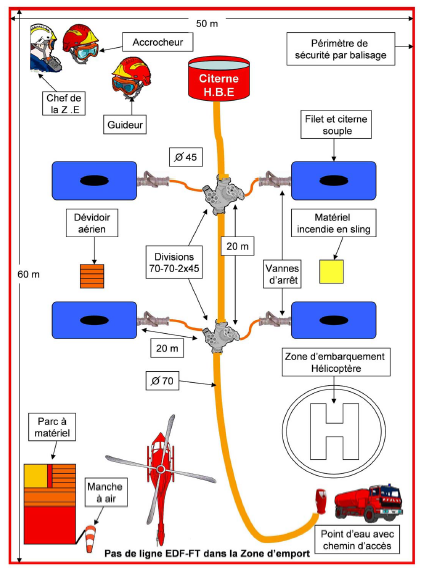 50 m
Accrocheur
Périmètre de
sécurité par balisage
Citerne
H.B.E
Chef de
la Z .E
Guideur
Filet et citerne
souple
Ø 45
Dévidoir
aérien
Matériel
incendie en sling
Divisions
70-70-2x45
20 m
Vannes
d'arrêt
60 m
20 m
Zone d'embarquement
Hélicoptère
Ø 70
H
Parc à
matériel
Manche
à air
Point d'eau avec
chemin d'accès
Pas de ligne EDF-FT dans la Zone d'emport